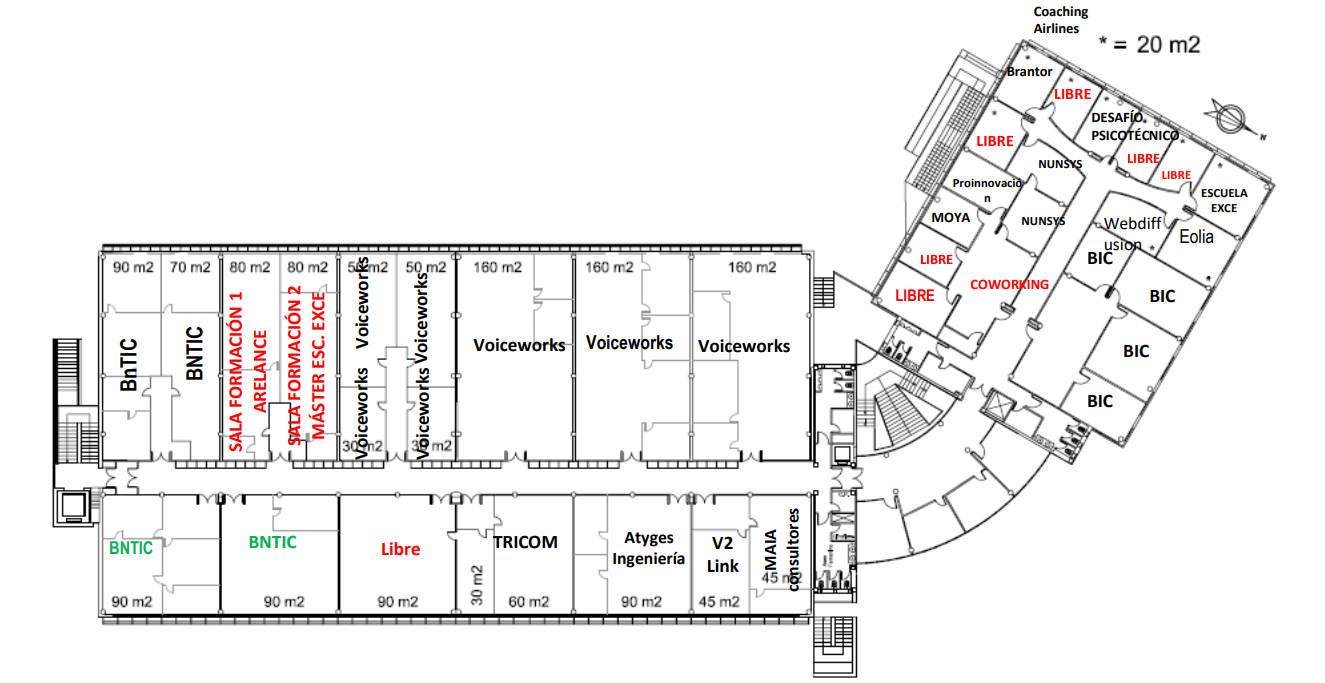 Coaching
Airlines
* = 20 m2
Brantor
LIBRE
DESAFÍO
PSICOTÉCNICO
LIBRE
LIBRE
LIBRE
NUNSYS
ESCUELA
EXCE
Proinnovació
n
MOYA
NUNSYS
Webdiff
usion
Eolia
LIBRE
BIC
COWORKING
LIBRE
BIC
BIC
BIC
N
90 m2
70 m2
80 m2
80 m2
50 m2
50 m2
160 m2
160 m2
160 m2
BnTIC
BNTIC
SALA FORMACIÓN 1
ARELANCE
SALA FORMACIÓN 2
MÁSTER ESC. EXCE
Voiceworks
Voiceworks
Voiceworks
Voiceworks
Voiceworks
Voiceworks
Voiceworks
30 m2
30 m2
BNTIC
BNTIC
Libre
TRICOM
Atyges
Ingeniería
V2
Link
MAIA
consultores
90 m2
90 m2
90 m2
30 m2
60 m2
90 m2
45 m2
45 m2